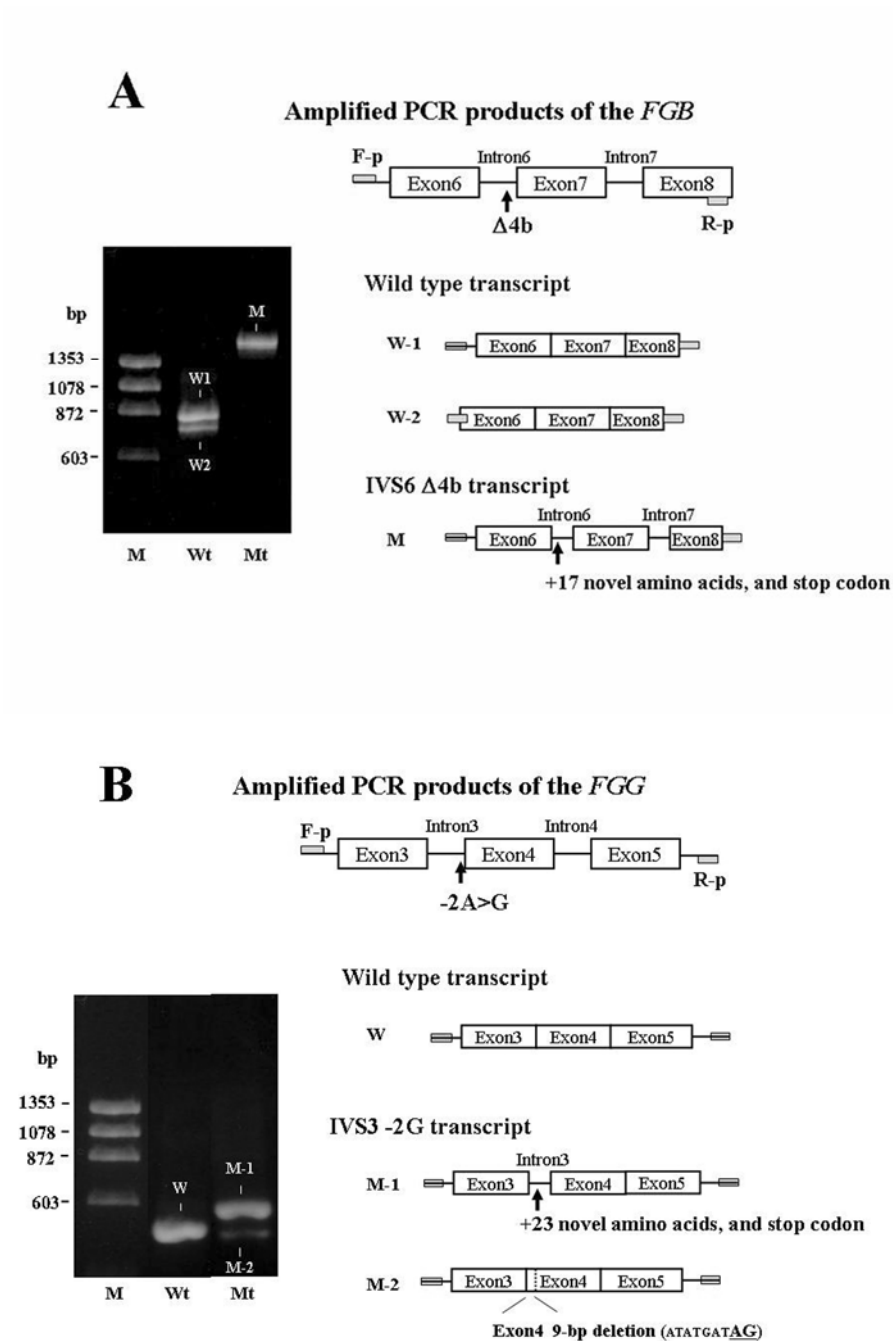 A
Amplified PCR products of the FGB
F-p
Intron6
Intron7
Exon6
Exon7
Exon8
Δ4b
R-p
bp
1353
1078
872
603
M
W1
W2
M
Wt
Mt
Wild type transcript
W-1
Exon6
Exon7
Exon8
W-2
Exon6
Exon7
Exon8
IVS6 Δ4b transcript
Intron6
Intron7
M
Exon6
Exon7
Exon8
+17 novel amino acids, and stop codon
B
Amplified PCR products of the FGG
F-p
Intron3
Intron4
Exon3
Exon4
Exon5
R-p
-2A>G
bp
1353
1078
872
603
W
M-1
M-2
M
Wt
Mt
Wild type transcript
W
Exon3
Exon4
Exon5
IVS3 -2G transcript
Intron3
M-1
Exon3
Exon4
Exon5
+23 novel amino acids, and stop codon
M-2
Exon3
Exon4
Exon5
Exon4 9-bp deletion (ATATGATAG)